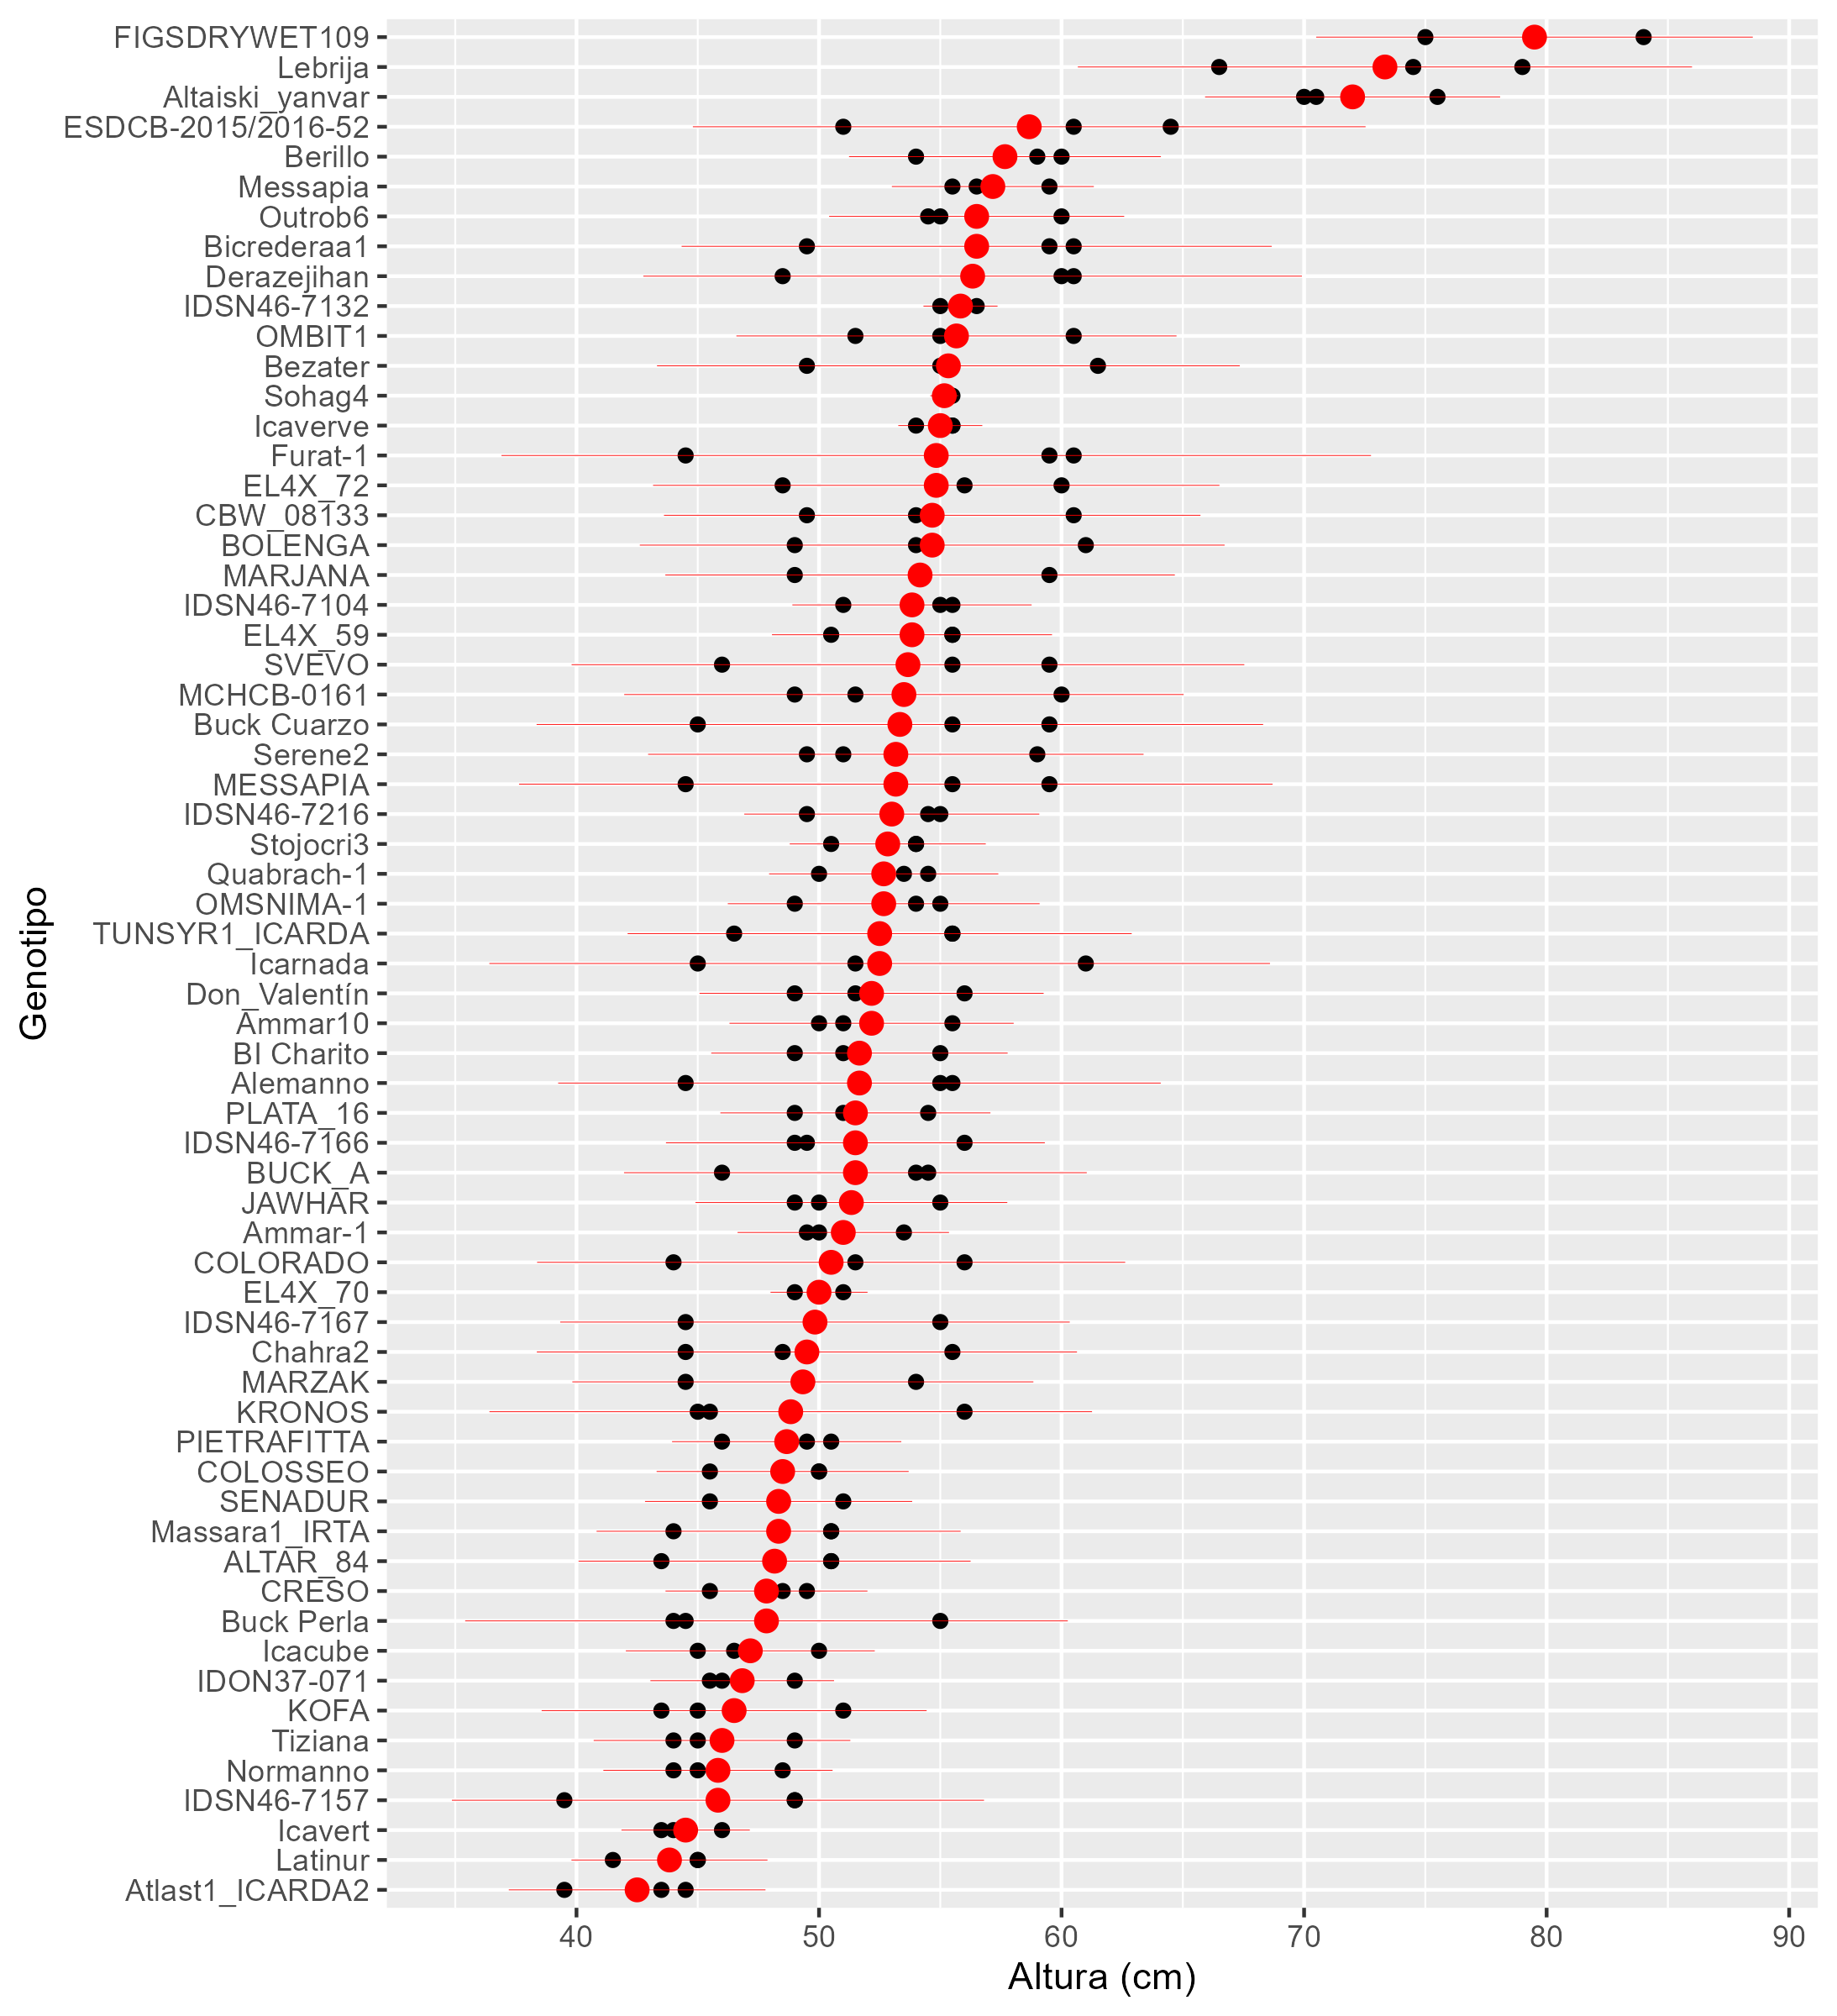 FIGSDRYWET109
Lebrija
Altaiski_yanvar
ESDCB-2015/2016-52
Berillo
Messapia
Outrob6
Bicrederaa1
Derazejihan
IDSN46-7132
OMBIT1
Bezater
Sohag4
Icaverve
Furat-1
EL4X_72
CBW_08133
BOLENGA
MARJANA
IDSN46-7104
EL4X_59
SVEVO
MCHCB-0161
Buck Cuarzo
Serene2
MESSAPIA
IDSN46-7216
Stojocri3
Quabrach-1
OMSNIMA-1
TUNSYR1_ICARDA
Icarnada
Don_Valentín
Ammar10
BI Charito
Alemanno
PLATA_16
IDSN46-7166
BUCK_A
JAWHAR
Ammar-1
COLORADO
EL4X_70
IDSN46-7167
Chahra2
MARZAK
KRONOS
PIETRAFITTA
COLOSSEO
SENADUR
Massara1_IRTA
ALTAR_84
CRESO
Buck Perla
Icacube
IDON37-071
KOFA
Tiziana
Normanno
IDSN46-7157
Icavert
Latinur
Atlast1_ICARDA2
Genotipo
40 50 60 70 80 90
Altura (cm)